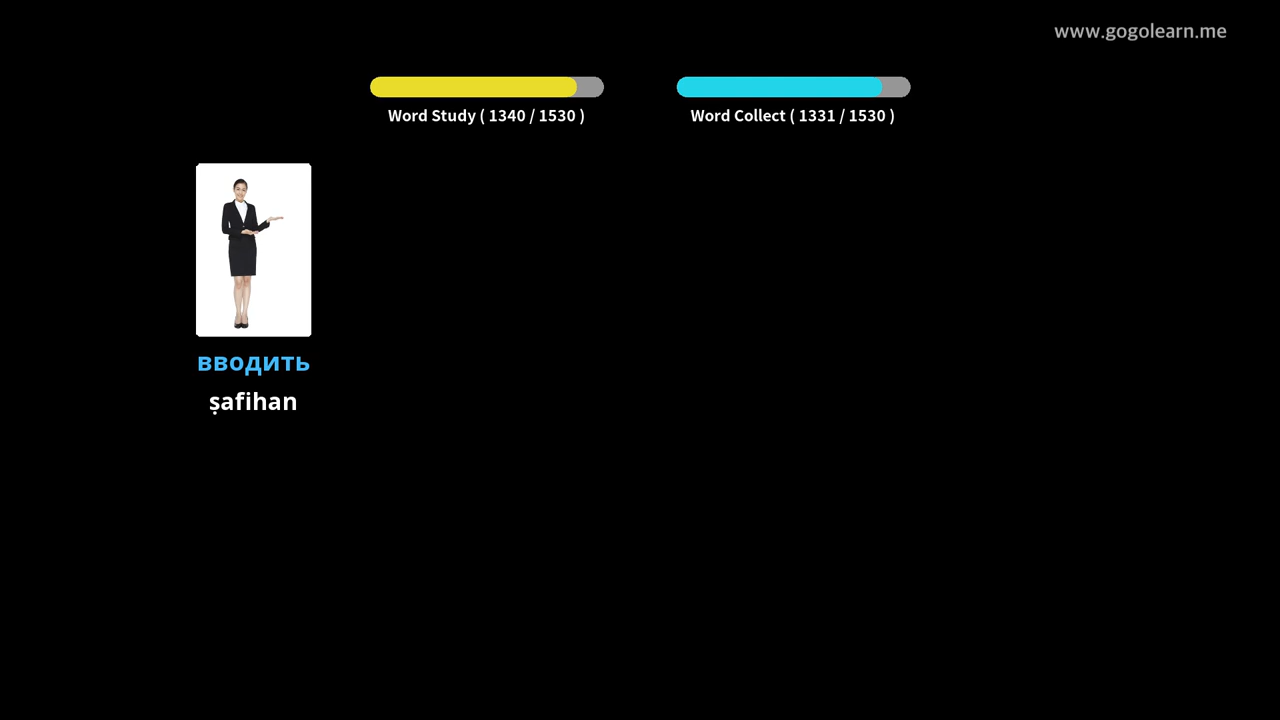 www.gogolearn.me
Word Study ( 1340 / 1530 )
Word Collect ( 1331 / 1530 )
вводить
ṣafihan